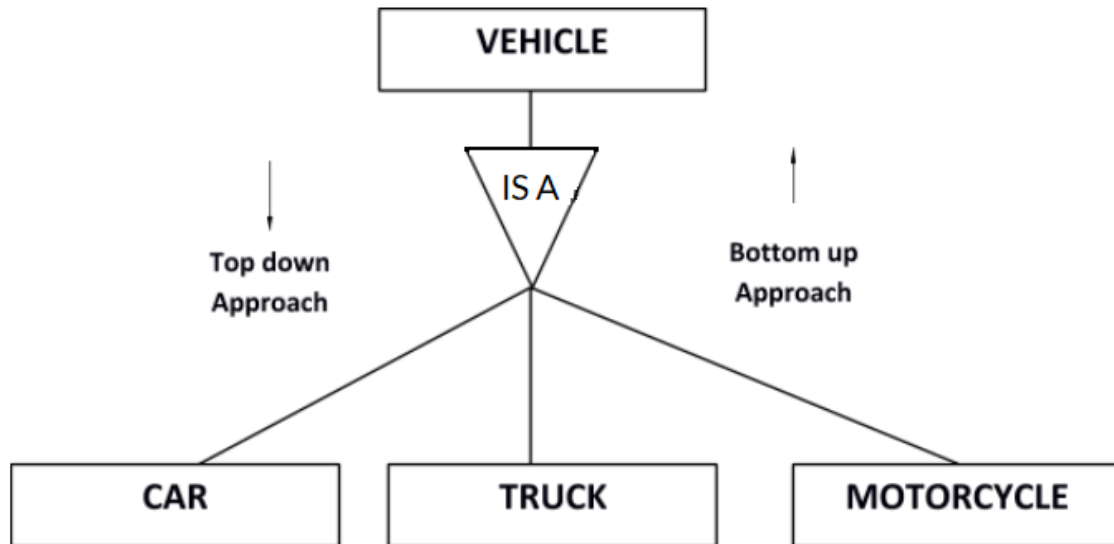 VEHICLE
IS A
Top down
Approach
Bottom up
Approach
CAR
TRUCK
MOTORCYCLE